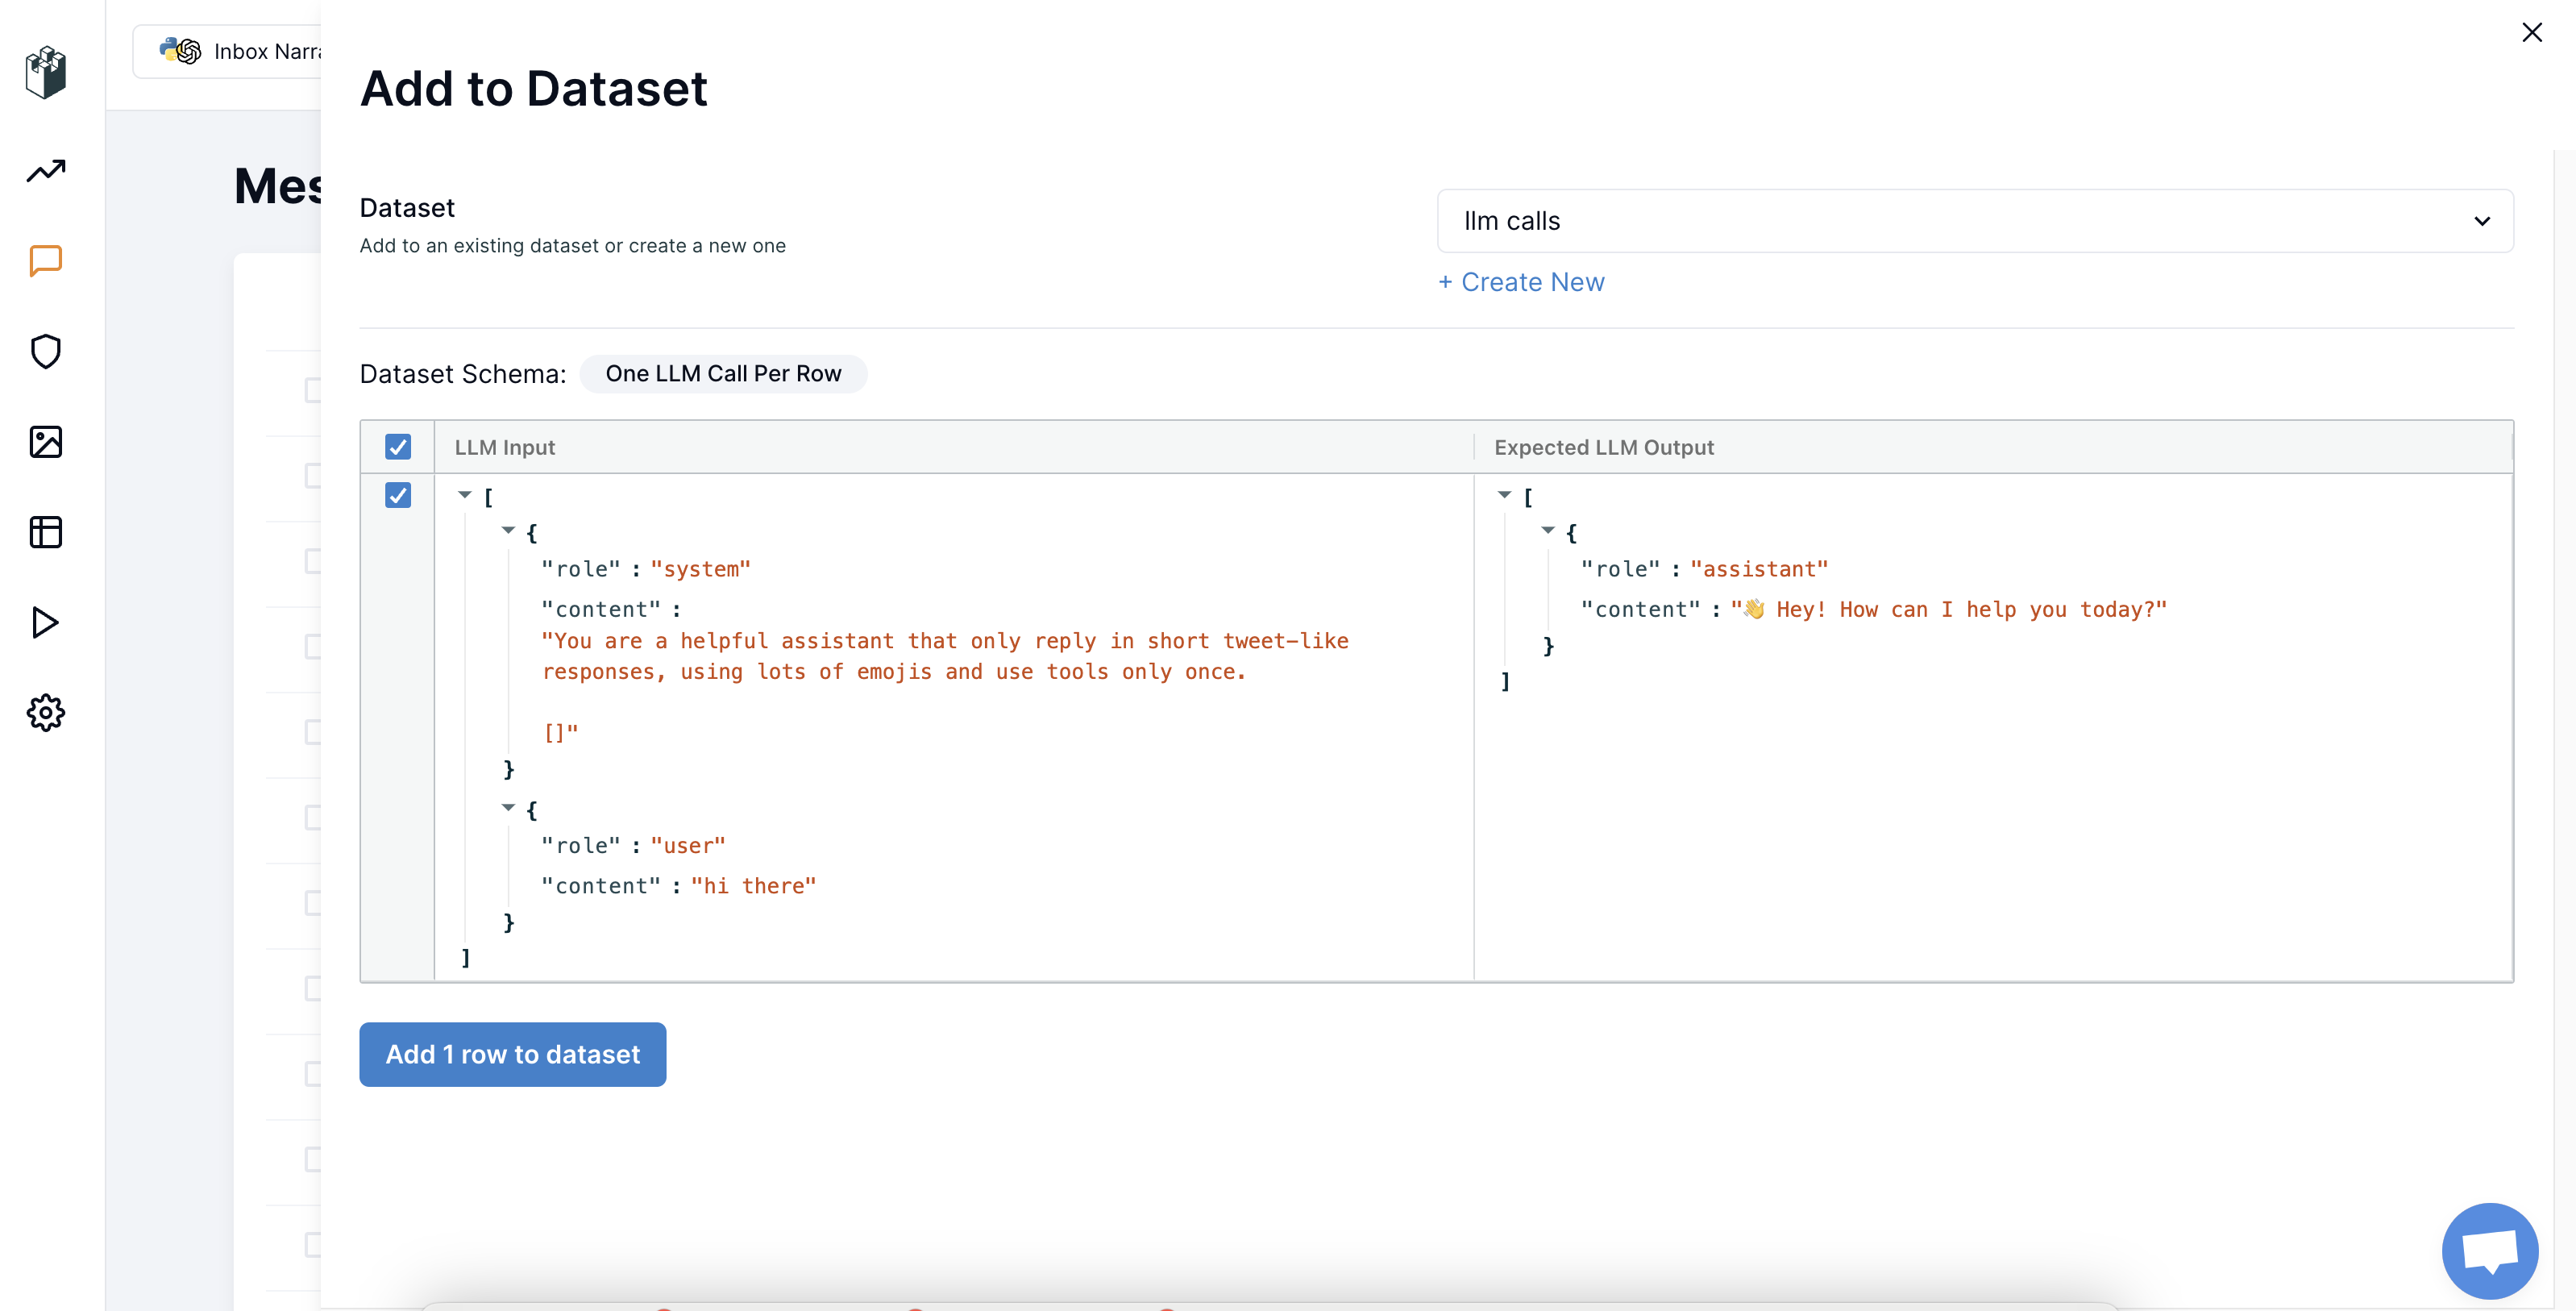 Inbox Narra
Mes
Add to Dataset
Dataset
Add to an existing dataset or create a new one
llm calls
+ Create New
Dataset Schema: One LLM Call Per Row
LLM Input
Expected LLM Output
[
{
"role" : "system"
"content" :
"You are a helpful assistant that only reply in short tweet-like
responses, using lots of emojis and use tools only once.
[]"
}
{
"role" : "user"
"content" : "hi there"
}
]
[
{
"role" : "assistant"
"content" : "👋 Hey! How can I help you today?"
}
]
Add 1 row to dataset